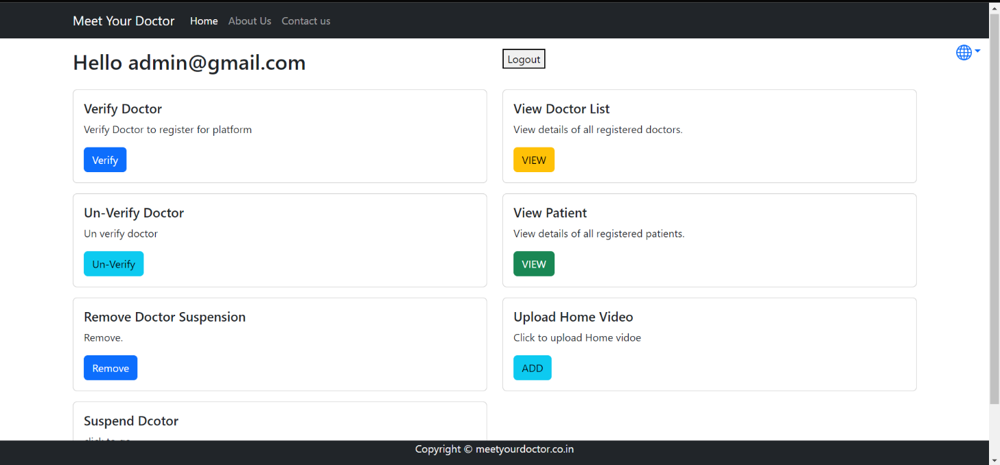 Meet Your Doctor Home About Us Contact us
Hello admin@gmail.com
Logout
Verify Doctor
Verify Doctor to register for platform
Verify
View Doctor List
View details of all registered doctors.
VIEW
Un-Verify Doctor
Un verify doctor
Un-Verify
View Patient
View details of all registered patients.
VIEW
Remove Doctor Suspension
Remove.
Remove
Upload Home Video
Click to upload Home vidoe
ADD
Suspend Dcotor
click to go
Copyright © meetyourdoctor.co.in